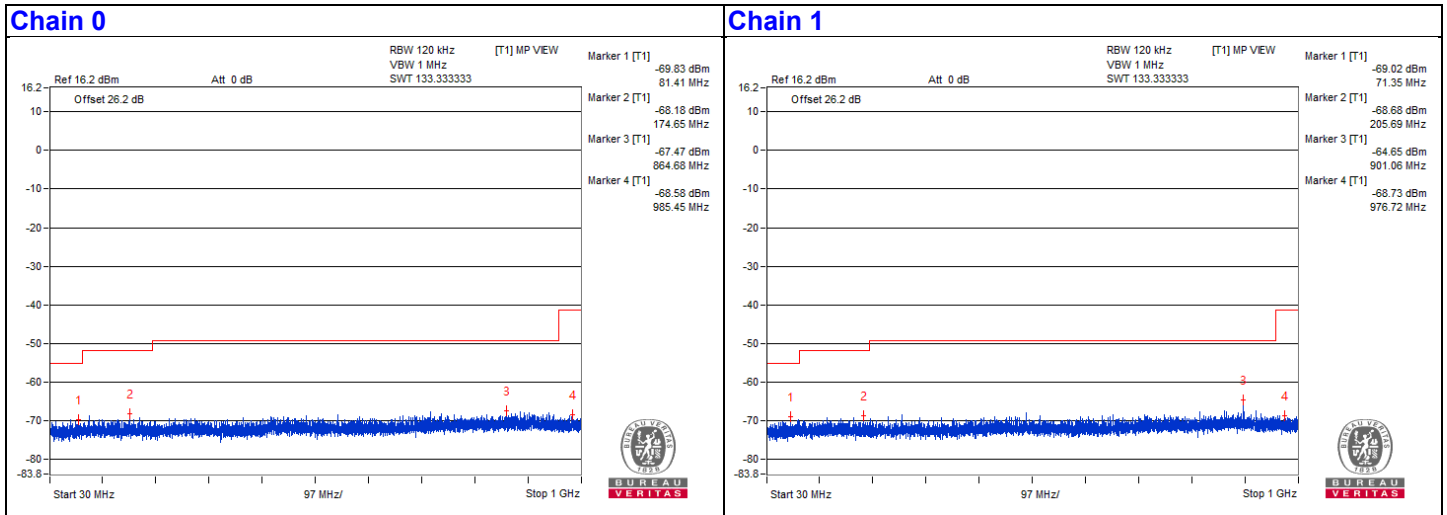 Chain 0
RBW 120 kHz [T1] MP VIEW
VBW 1 MHz
Ref 16.2 dBm Att 0 dB SWT 133.333333
Offset 26.2 dB
16.2
10
0
-10
-20
-30
-40
-50
-60
-70
-80
-83.8
1
2
3
4
Start 30 MHz 97 MHz/ Stop 1 GHz
Marker 1 [T1]
-69.83 dBm
81.41 MHz
Marker 2 [T1]
-68.18 dBm
174.65 MHz
Marker 3 [T1]
-67.47 dBm
864.68 MHz
Marker 4 [T1]
-68.58 dBm
985.45 MHz
BUREAU VERITAS
1828
BUREAU
VERITAS
Chain 1
RBW 120 kHz [T1] MP VIEW
VBW 1 MHz
Ref 16.2 dBm Att 0 dB SWT 133.333333
Offset 26.2 dB
16.2
10
0
-10
-20
-30
-40
-50
-60
-70
-80
-83.8
1
2
3
4
Start 30 MHz 97 MHz/ Stop 1 GHz
Marker 1 [T1]
-69.02 dBm
71.35 MHz
Marker 2 [T1]
-68.68 dBm
205.69 MHz
Marker 3 [T1]
-64.65 dBm
901.06 MHz
Marker 4 [T1]
-68.73 dBm
976.72 MHz
BUREAU VERITAS
1828
BUREAU
VERITAS